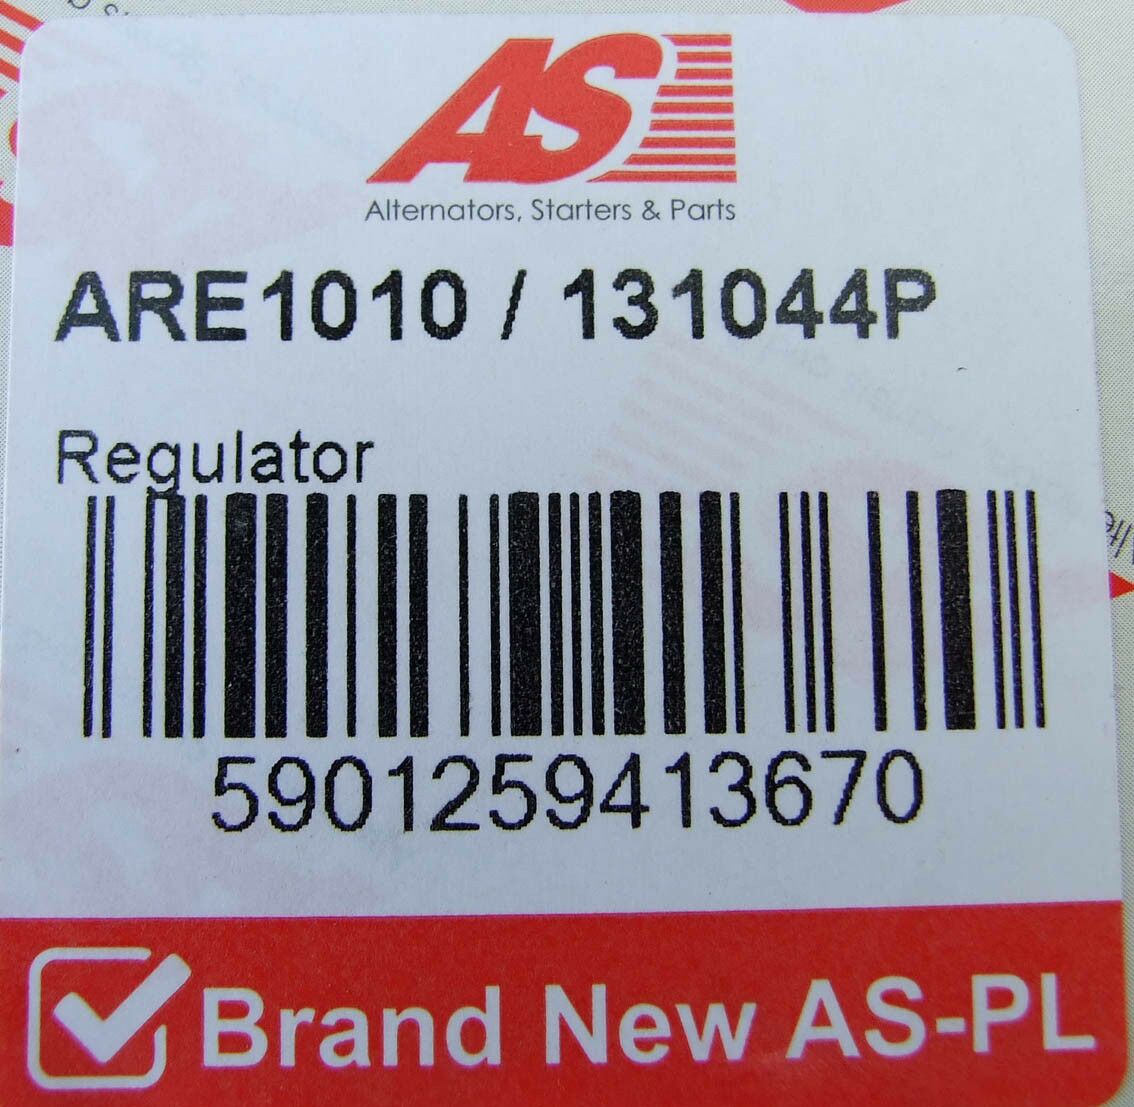 AS
Alternators, Starters & Parts
ARE1010 / 131044P
Regulator
5901259413670
Brand New AS-PL